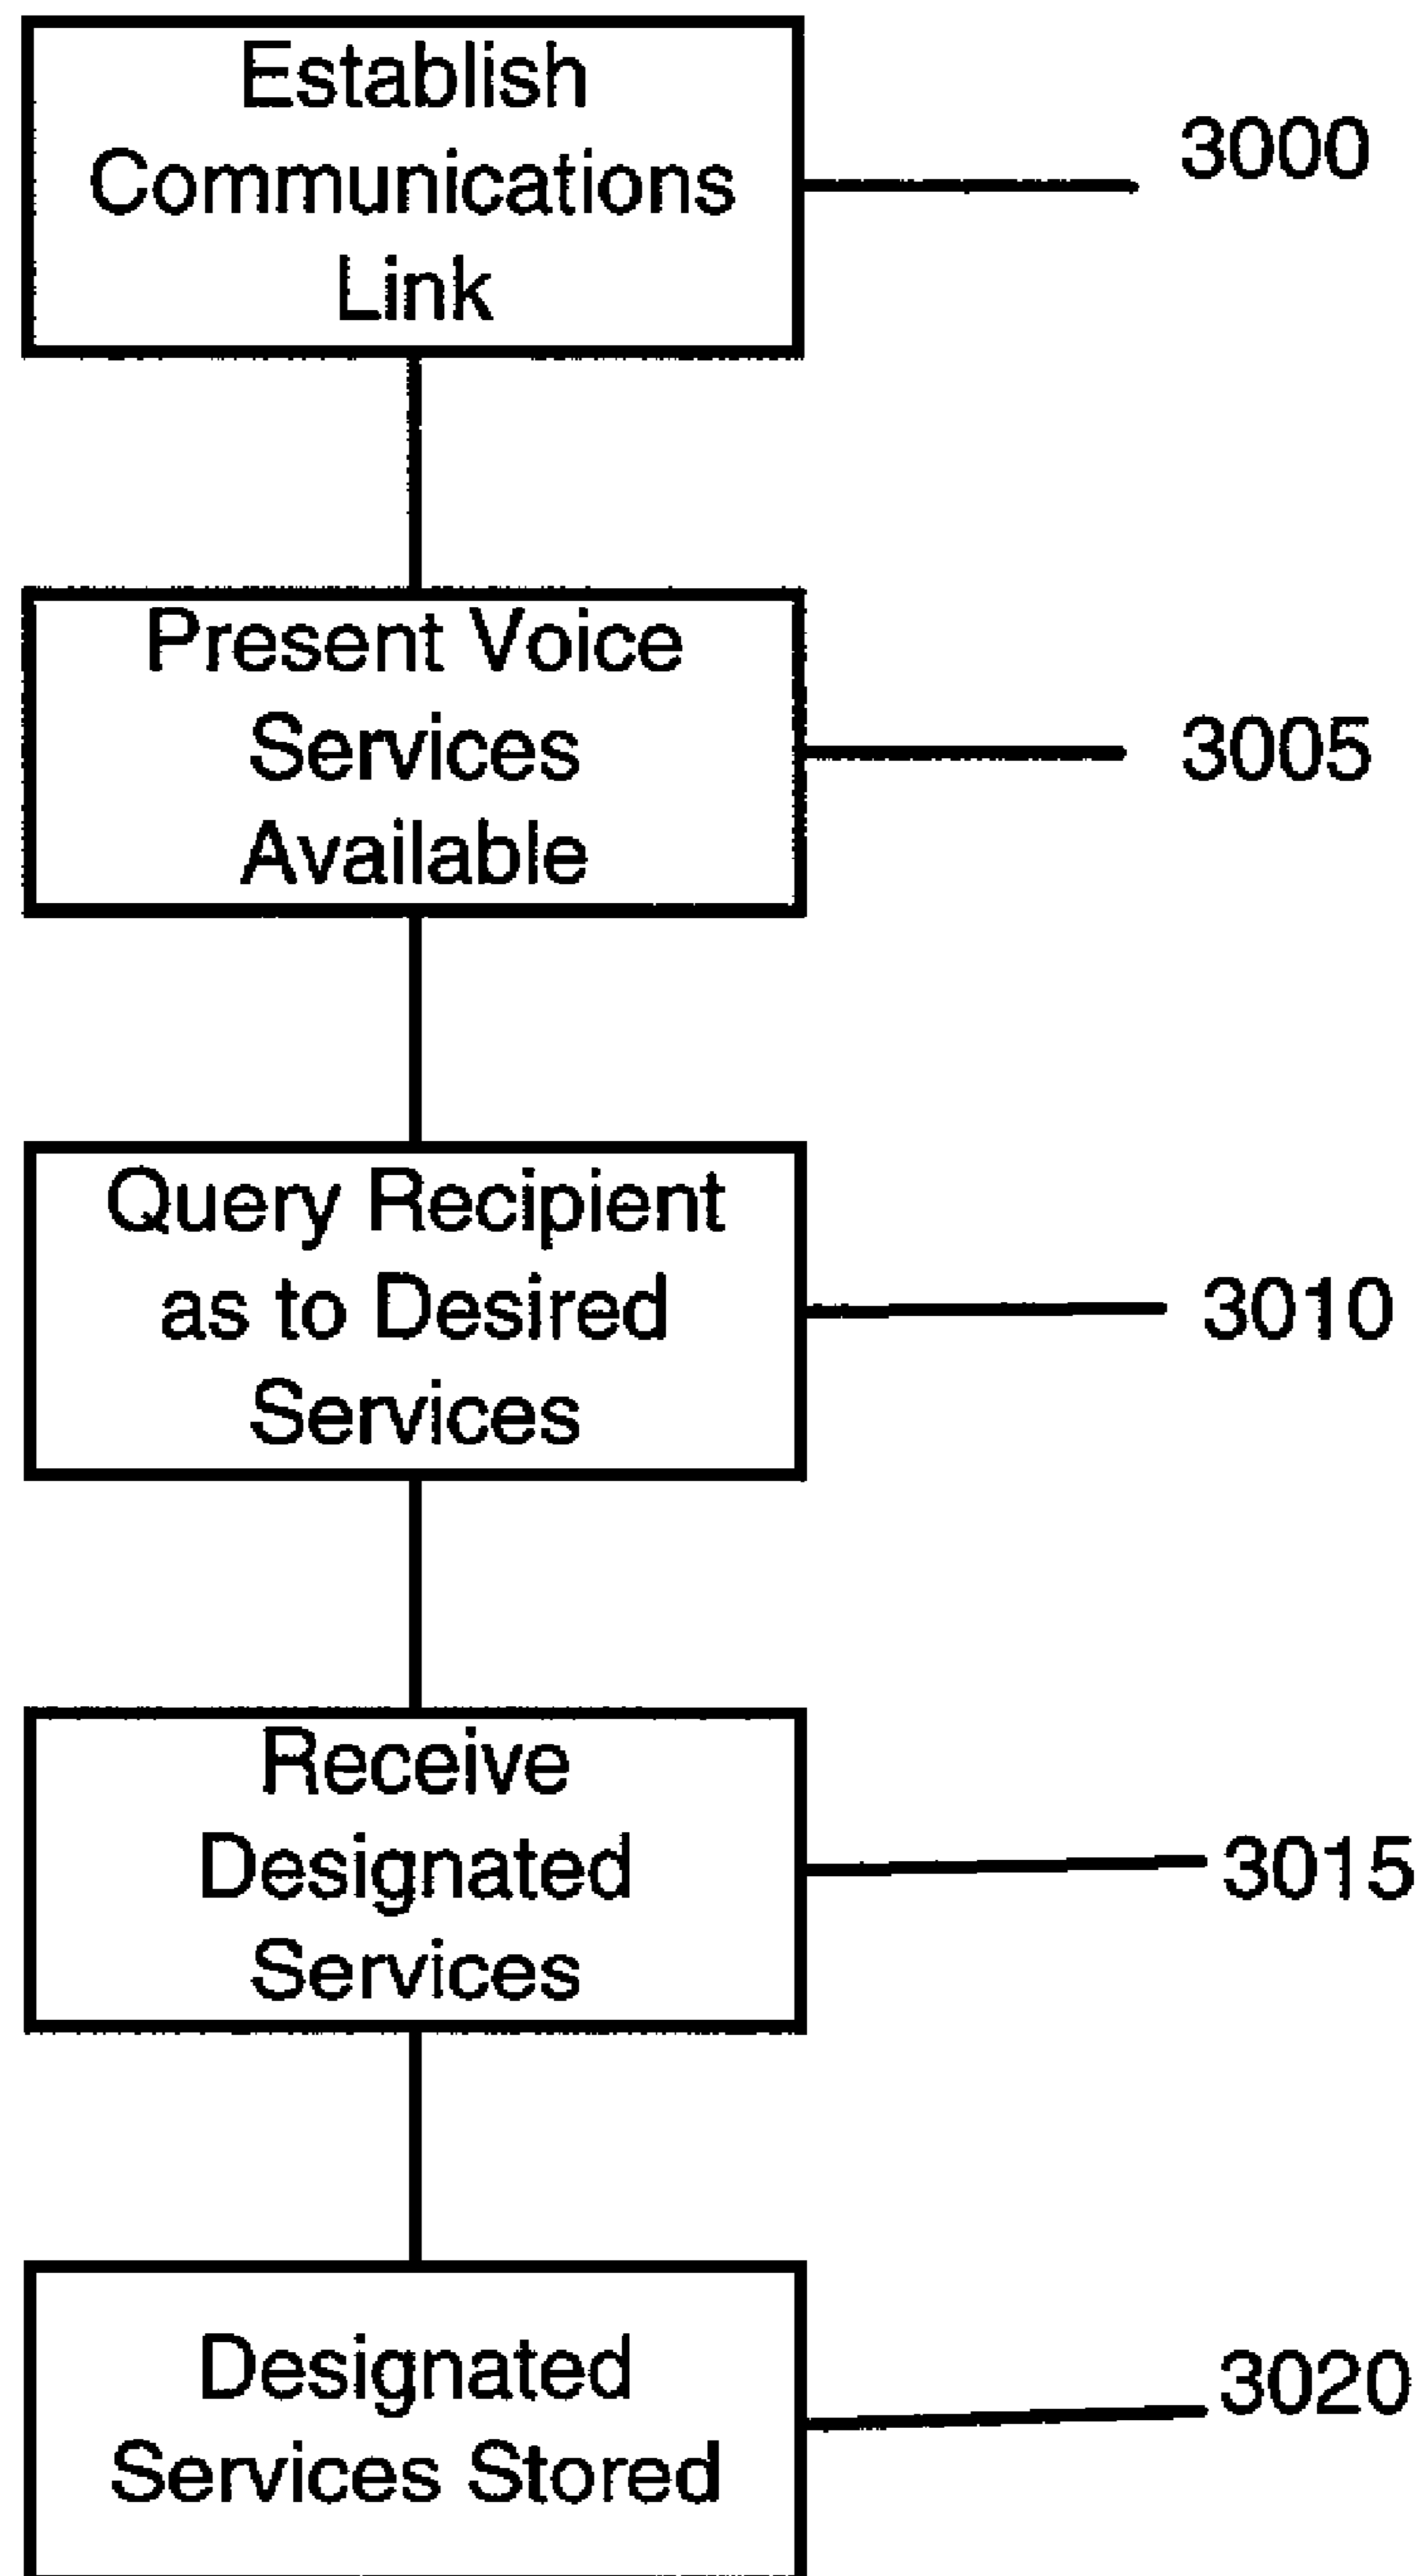 Establish
Communications
Link
3000
Present Voice
Services
Available
3005
Query Recipient
as to Desired
Services
3010
Receive
Designated
Services
3015
Designated
Services Stored
3020